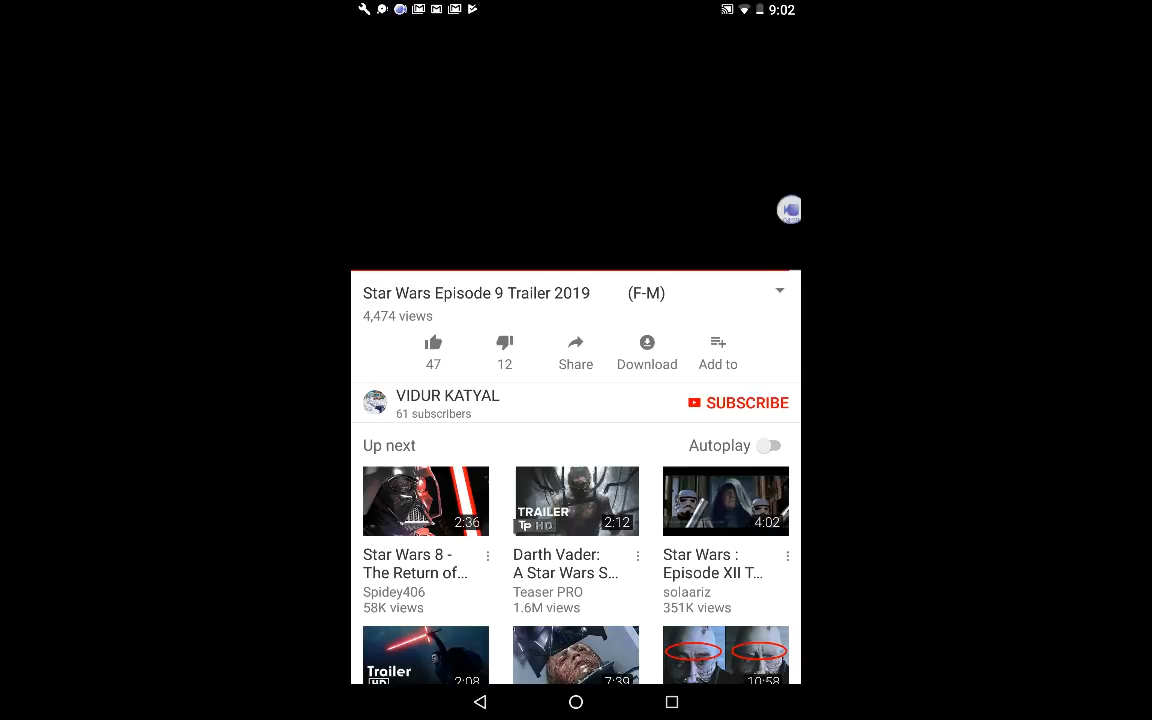 9:02
Star Wars Episode 9 Trailer 2019 (F-M)
4,474 views
47 12 Share Download Add to
VIDUR KATYAL
61 subscribers
SUBSCRIBE
Up next Autoplay
2:36 TRAILER Tp HD 2:12 4:02
Star Wars 8 - Darth Vader: Star Wars :
The Return of... A Star Wars S... Episode XII T...
Spidey406 Teaser PRO solaariz
58K views 1.6M views 351K views
Trailer
HD 2:08 7:39 10:58